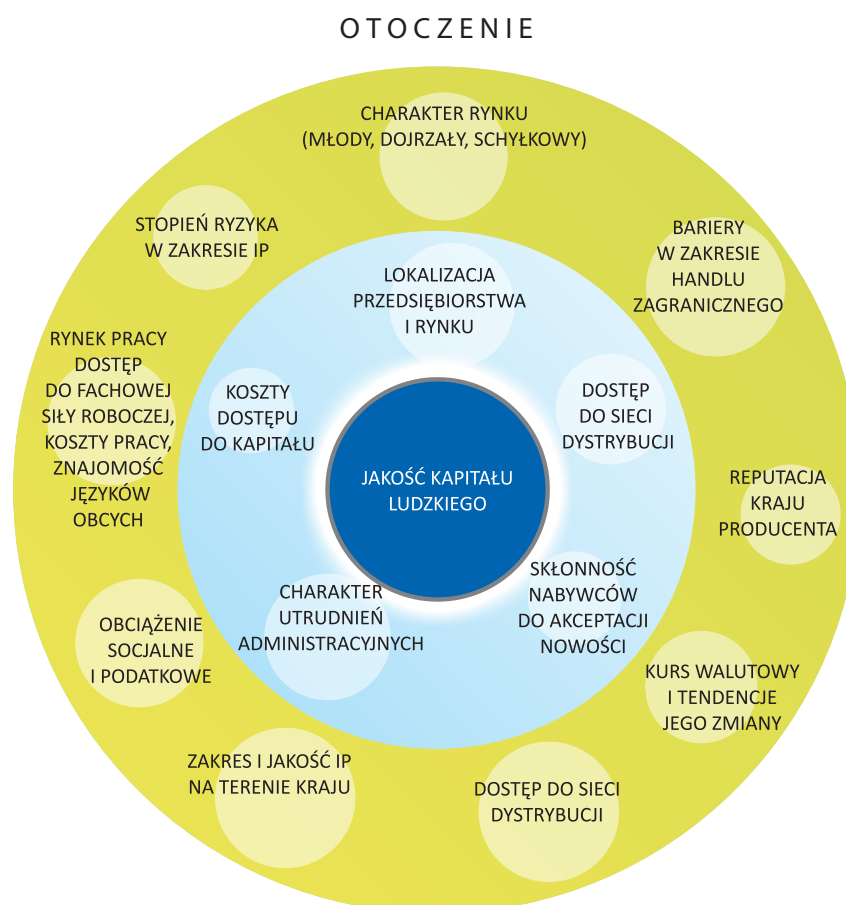 OTOCZENIE
CHARAKTER RYNKU
(MŁODY, DOJRZAŁY, SCHYŁKOWY)
STOPIEŃ RYZYKA
W ZAKRESIE IP
BARIERY
W ZAKRESIE
HANDLU
ZAGRANICZNEGO
LOKALIZACJA
PRZEDSIĘBIORSTWA
I RYNKU
RYNEK PRACY
DOSTĘP
DO FACHOWEJ
SIŁY ROBOCZEJ,
KOSZTY PRACY,
ZNAJOMOŚĆ
JĘZYKÓW
OBCYCH
KOSZTY
DOSTĘPU
DO KAPITAŁU
DOSTĘP
DO SIECI
DYSTRYBUCJI
JAKOŚĆ KAPITAŁU
LUDZKIEGO
REPUTACJA
KRAJU
PRODUCENTA
CHARAKTER
UTRUDNIEŃ
ADMINISTRACYJNYCH
SKŁONNOŚĆ
NABYWCÓW
DO AKCEPTACJI
NOWOŚCI
OBCIĄŻENIE
SOCJALNE
I PODATKOWE
KURS WALUTOWY
I TENDENCJE
JEGO ZMIANY
ZAKRES I JAKOŚĆ IP
NA TERENIE KRAJU
DOSTĘP DO SIECI
DYSTRYBUCJI